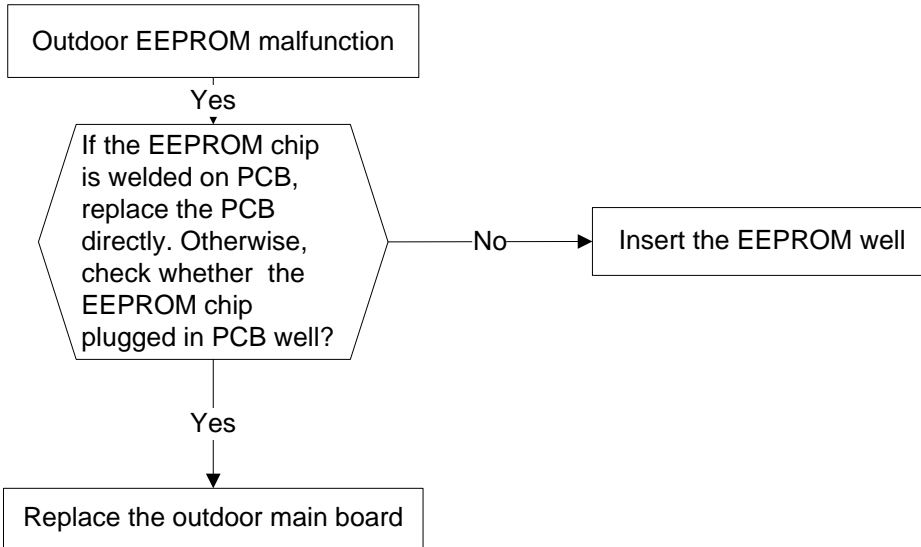 Outdoor EEPROM malfunction
Yes
If the EEPROM chip
is welded on PCB,
replace the PCB
directly. Otherwise,
check whether  the
EEPROM chip
plugged in PCB well?
No
Insert the EEPROM well
Yes
Replace the outdoor main board